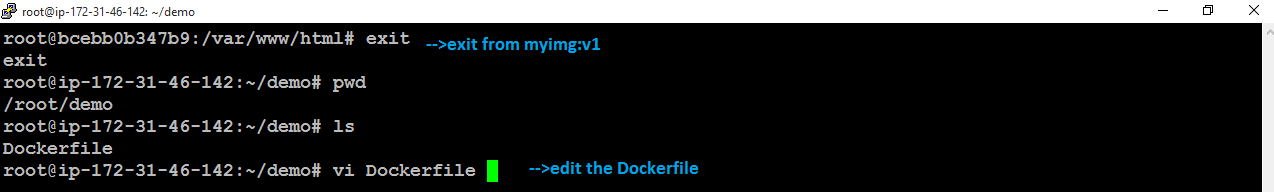 root@ip-172-31-46-142: ~/demo
root@bcebb0b347b9:/var/www/html# exit -->exit from myimg:v1
exit
root@ip-172-31-46-142:~/demo# pwd
/root/demo
root@ip-172-31-46-142:~/demo# ls
Dockerfile
root@ip-172-31-46-142:~/demo# vi Dockerfile -->edit the Dockerfile